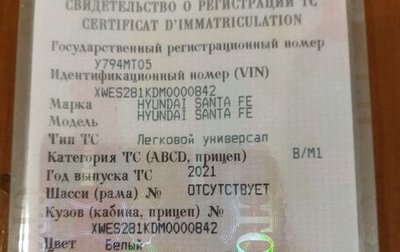 СВИДЕТЕЛЬСТВО О РЕГИСТРАЦИИ ТС
CERTIFICAT D'IMMATRICULATION
Государственный регистрационный номер
У794МТ05
Идентификационный номер (VIN)
XWES281KDM0000842
Марка HYUNDAI SANTA FE
Модель HYUNDAI SANTA FE
Тип ТС Легковой универсал
Категория ТС (ABCD, прицеп) B/M1
Год выпуска ТС 2021
Шасси (рама) № ОТСУТСТВУЕТ
Кузов (кабина, прицеп) №
XWES281KDM0000842
Цвет Белый